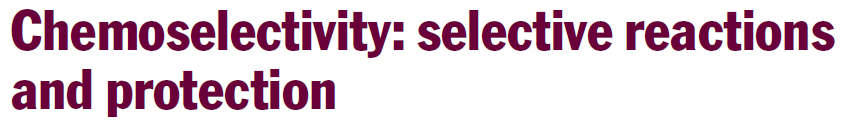 Chemoselectivity: selective reactions
and protection